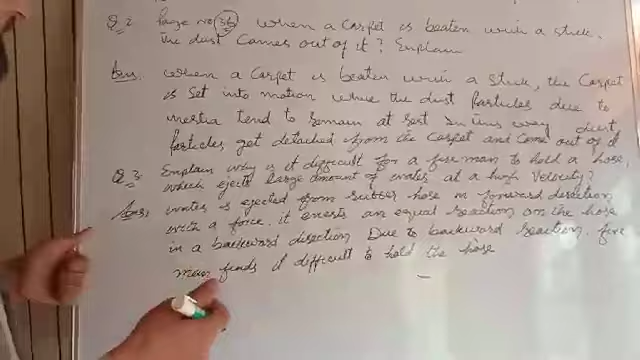 Q.2 Page no 36 When a Carpet is beaten with a stick,
the dust Comes out of it? Explain
Ans. When a Carpet is beaten with a stick, the Carpet
is set into motion while the dust Particles due to
inertia tend to remain at rest In this way dust
Particles get detached from the Carpet and Come out of it
Q.3 Explain why is it difficult for a fireman to hold a hose,
which ejects large amount of water at a high velocity?
Ans, water is ejected from rubber hose in forward direction
with a force. it exerts an equal reaction on the hose
in a backward direction Due to backward reaction, fire
man finds it difficult to hold the hose